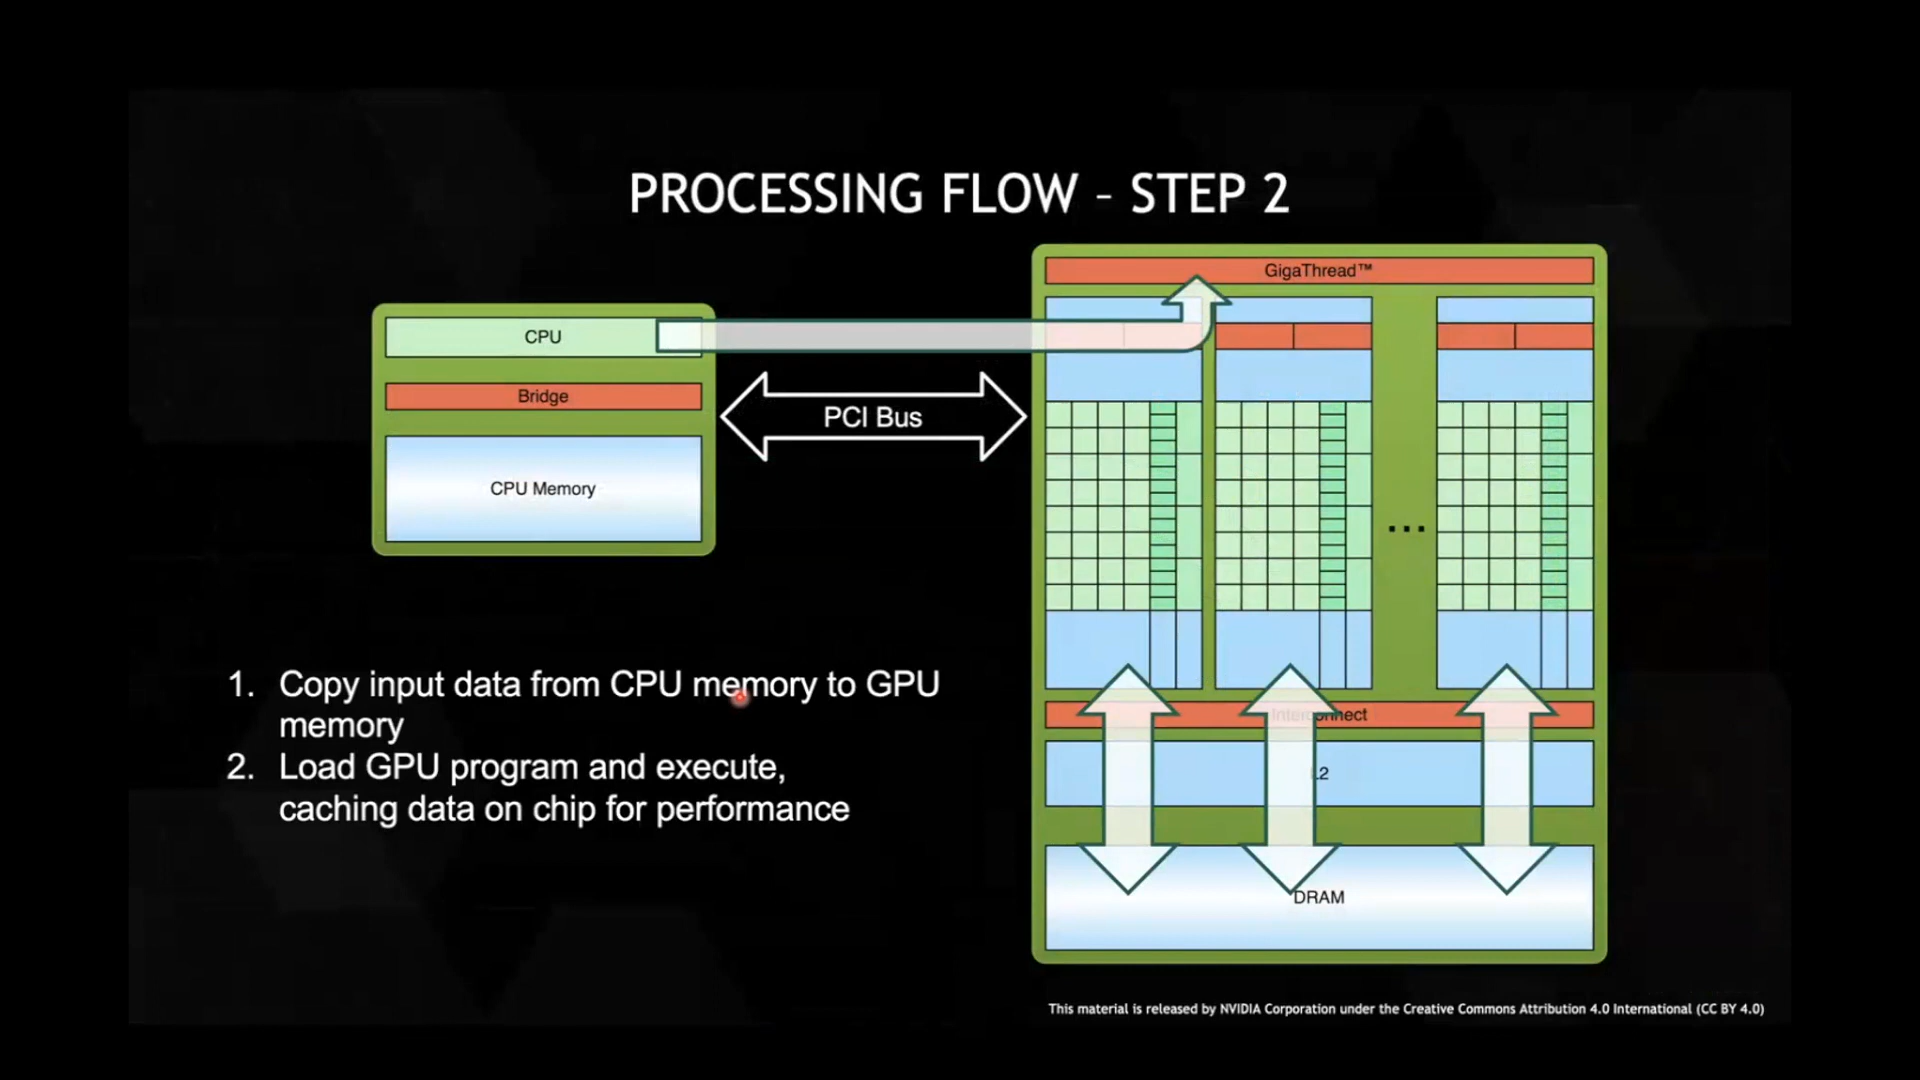 PROCESSING FLOW – STEP 2
GigaThread™
CPU
Bridge
PCI Bus
CPU Memory
...
1. Copy input data from CPU memory to GPU
memory
2. Load GPU program and execute,
caching data on chip for performance
Interconnect
L2
DRAM
This material is released by NVIDIA Corporation under the Creative Commons Attribution 4.0 International (CC BY 4.0)